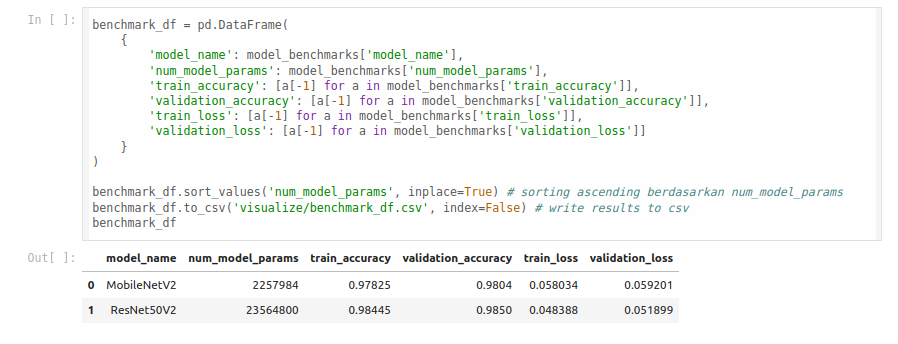 In [ ]:
benchmark_df = pd.DataFrame(
    {
        'model_name': model_benchmarks['model_name'],
        'num_model_params': model_benchmarks['num_model_params'],
        'train_accuracy': [a[-1] for a in model_benchmarks['train_accuracy']],
        'validation_accuracy': [a[-1] for a in model_benchmarks['validation_accuracy']],
        'train_loss': [a[-1] for a in model_benchmarks['train_loss']],
        'validation_loss': [a[-1] for a in model_benchmarks['validation_loss']]
    }
)
benchmark_df.sort_values('num_model_params', inplace=True) # sorting ascending berdasarkan num_model_params
benchmark_df.to_csv('visualize/benchmark_df.csv', index=False) # write results to csv
benchmark_df
Out[ ]:
model_name num_model_params train_accuracy validation_accuracy train_loss validation_loss
0 MobileNetV2 2257984 0.97825 0.9804 0.058034 0.059201
1 ResNet50V2 23564800 0.98445 0.9850 0.048388 0.051899